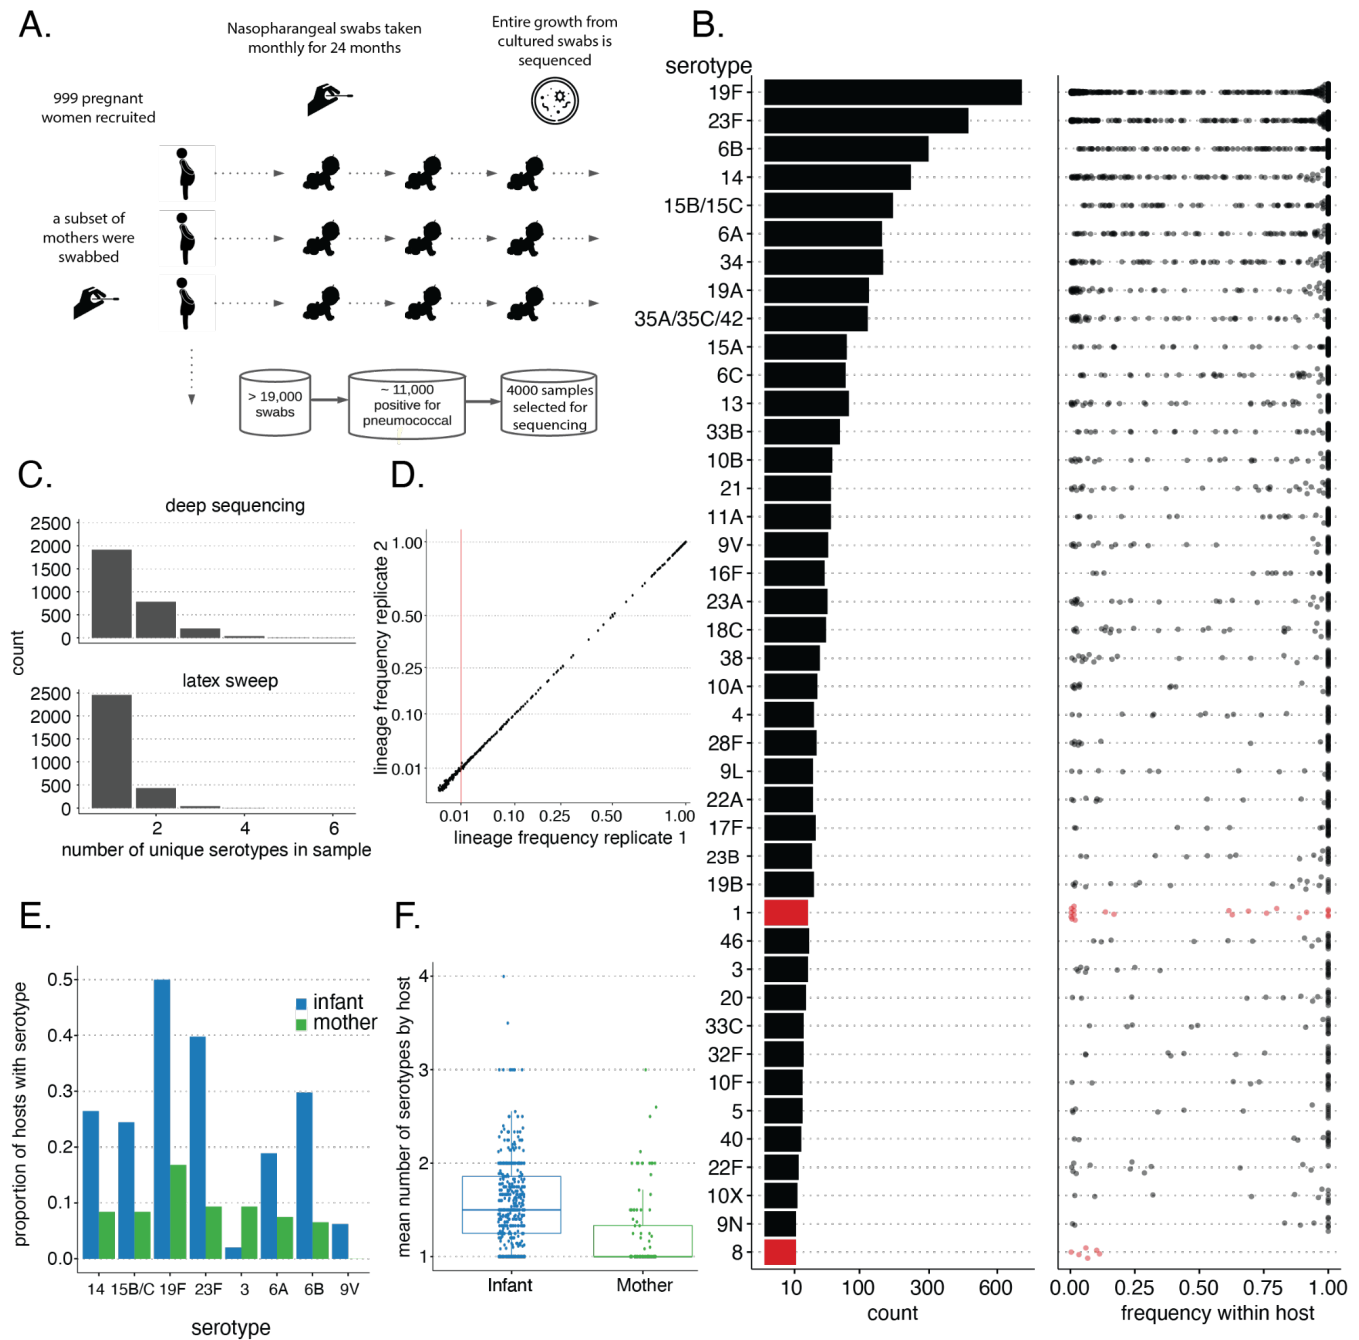 A.
Nasopharangeal swabs taken
monthly for 24 months
Entire growth from
cultured swabs is
sequenced
999 pregnant
women recruited
a subset of
mothers were
swabbed
> 19,000
swabs
~ 11,000
positive for
pneumococcal
4000 samples
selected for
sequencing
B.
serotype
19F
23F
6B
14
15B/15C
6A
34
19A
35A/35C/42
15A
6C
13
33B
10B
21
11A
9V
16F
23A
18C
38
10A
4
28F
9L
22A
17F
23B
19B
1
46
3
20
33C
32F
10F
5
40
22F
10X
9N
8
10 100 300 600
count
0.00 0.25 0.50 0.75 1.00
frequency within host
C.
deep sequencing
2500
2000
1500
1000
500
0
count
latex sweep
2500
2000
1500
1000
500
0
2 4 6
number of unique serotypes in sample
D.
lineage frequency replicate 2
1.00
0.50
0.25
0.10
0.01
0.01 0.10 0.25 0.50 1.00
lineage frequency replicate 1
E.
proportion of hosts with serotype
0.5
0.4
0.3
0.2
0.1
0.0
infant
mother
14 15B/C 19F 23F 3 6A 6B 9V
serotype
F.
mean number of serotypes by host
4
3
2
1
Infant Mother